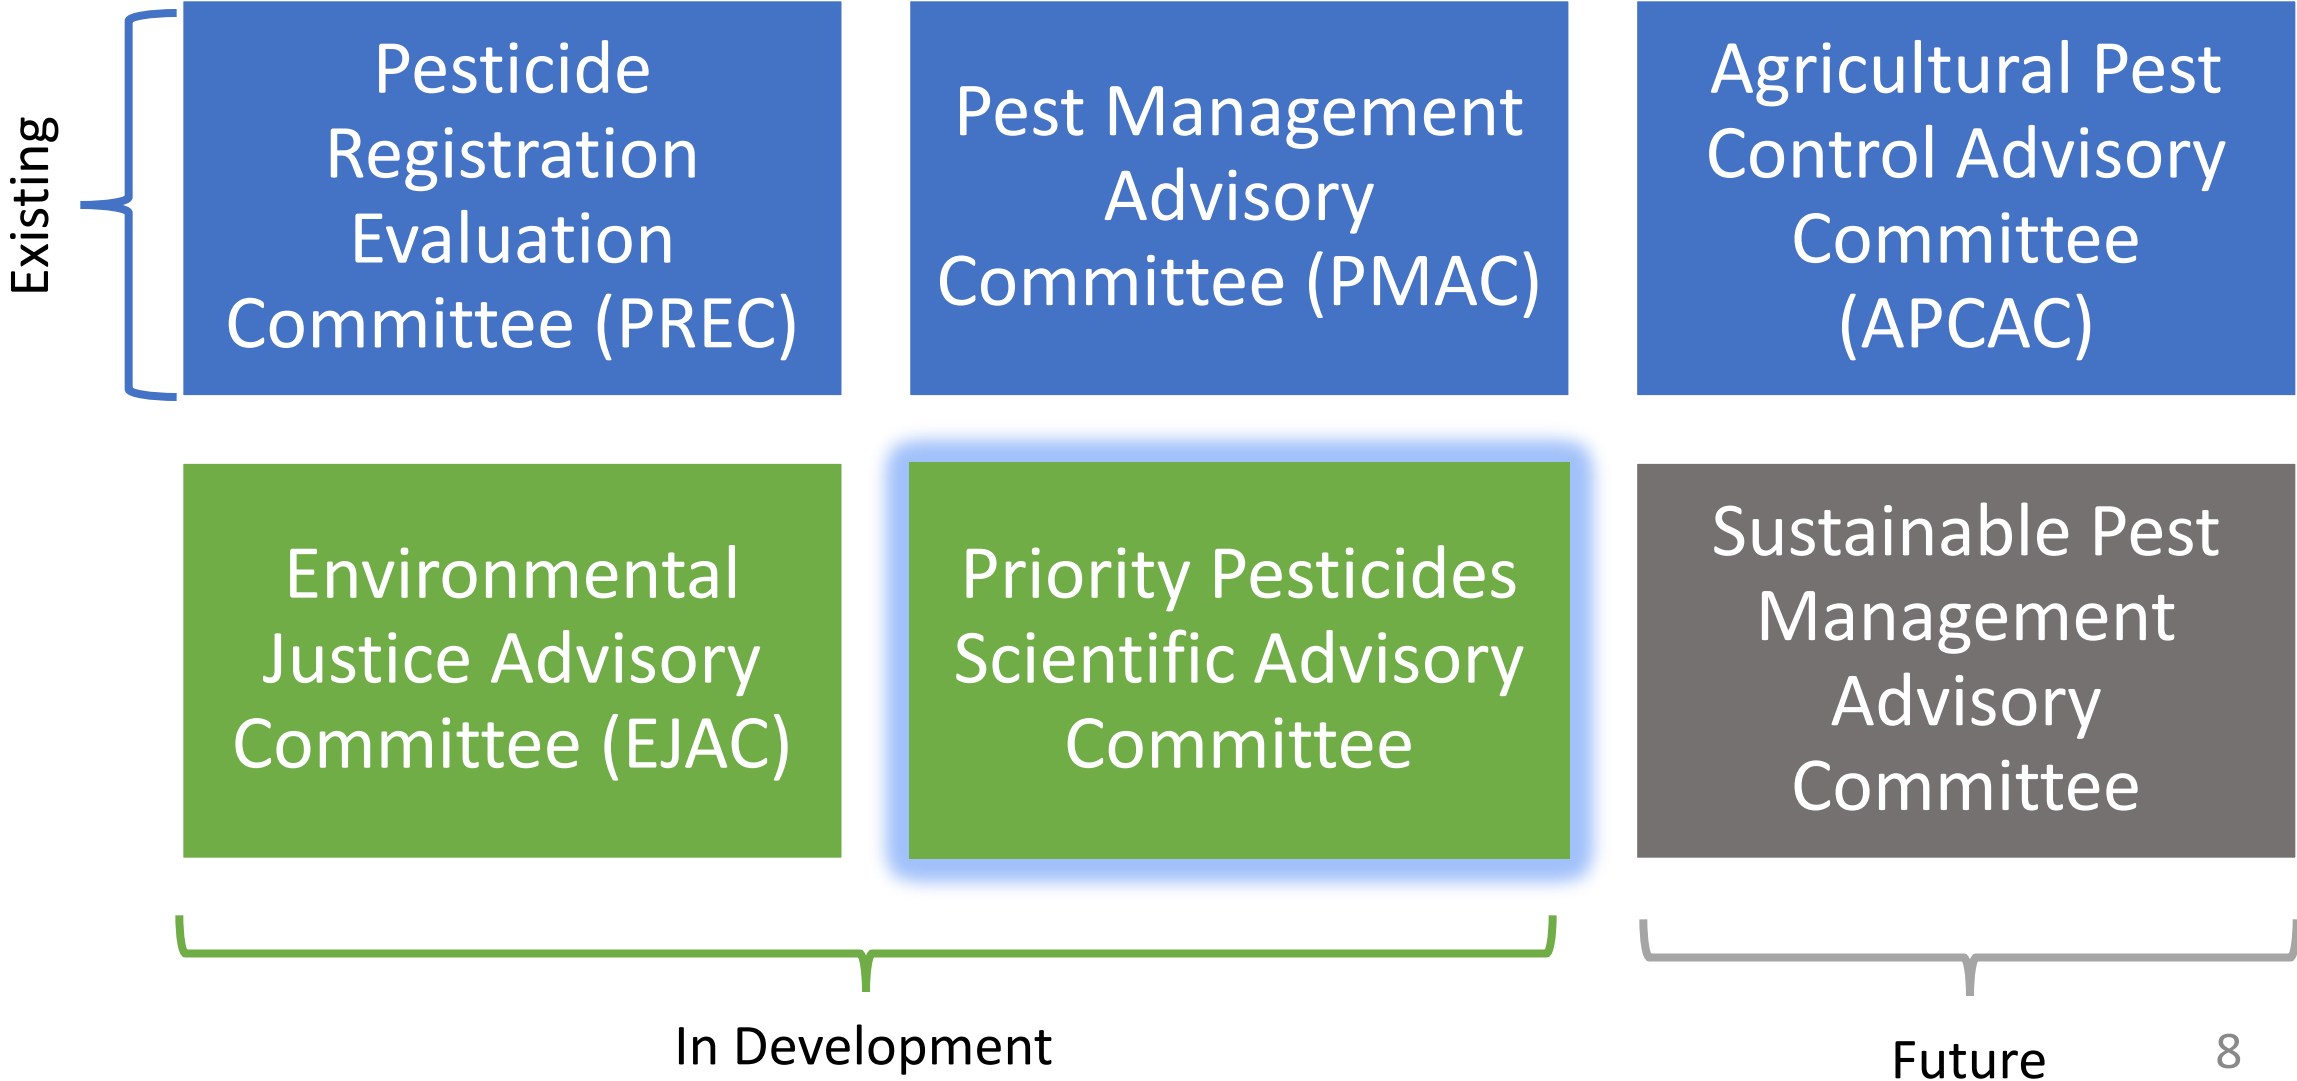 Existing
Pesticide
Registration
Evaluation
Committee (PREC)
Pest Management
Advisory
Committee (PMAC)
Agricultural Pest
Control Advisory
Committee
(APCAC)
Environmental
Justice Advisory
Committee (EJAC)
Priority Pesticides
Scientific Advisory
Committee
Sustainable Pest
Management
Advisory
Committee
In Development
Future
8